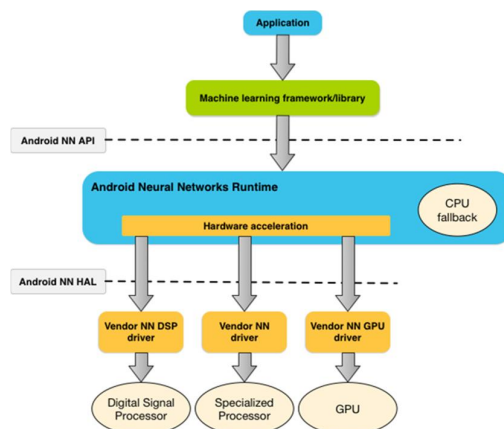 Application
Machine learning framework/library
Android NN API
Android Neural Networks Runtime
CPU
fallback
Hardware acceleration
Android NN HAL
Vendor NN DSP
driver
Vendor NN
driver
Vendor NN GPU
driver
Digital Signal
Processor
Specialized
Processor
GPU